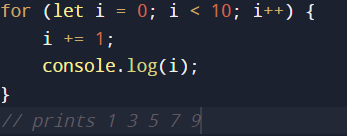 for (let i = 0; i < 10; i++) {
    i += 1;
    console.log(i);
}
// prints 1 3 5 7 9